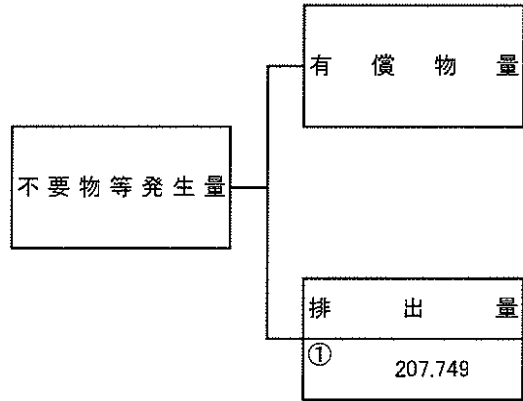 有償物量
不要物等発生量
排出量
①
207.749